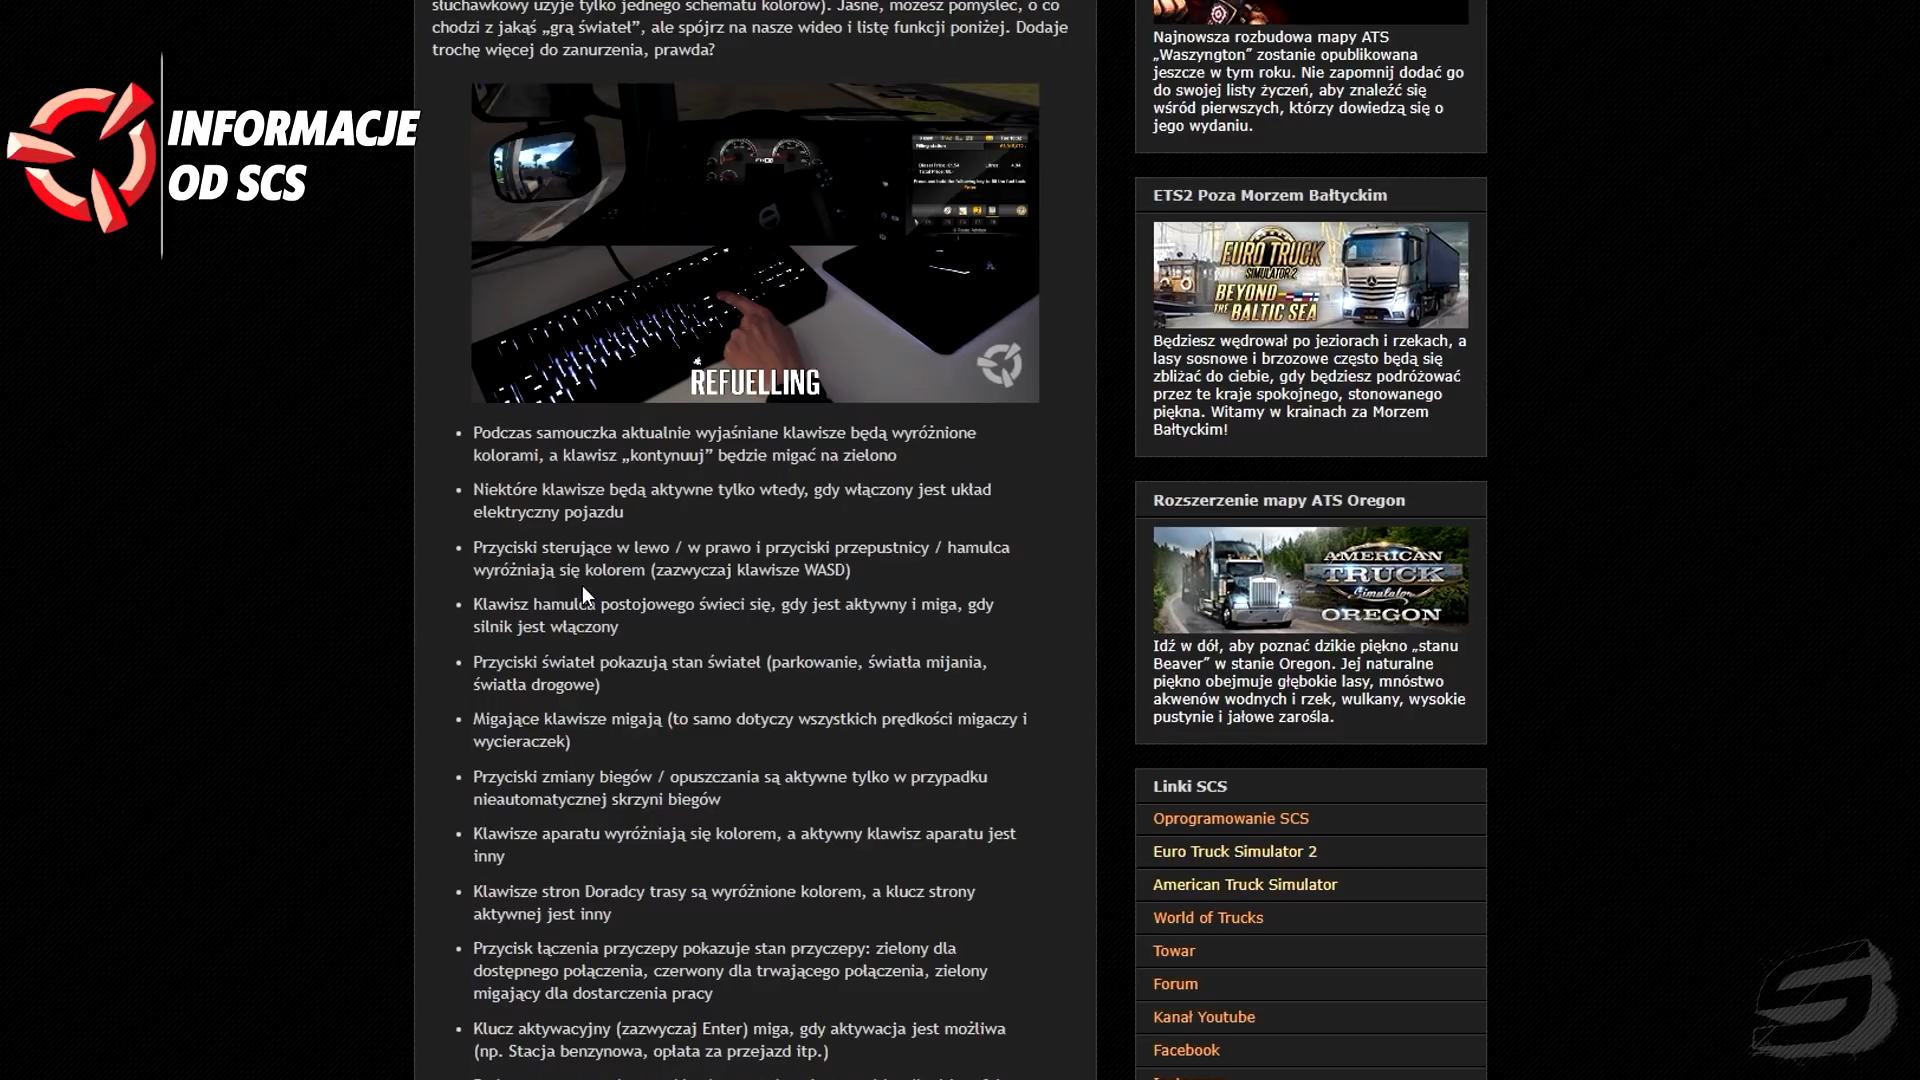 słuchawkowy użyje tylko jednego schematu kolorów). Jasne, możesz pomyśleć, o co
chodzi z jakąś „grą świateł”, ale spójrz na nasze wideo i listę funkcji poniżej. Dodaje
trochę więcej do zanurzenia, prawda?
INFORMACJE
OD SCS
REFUELLING
Podczas samouczka aktualnie wyjaśniane klawisze będą wyróżnione
kolorami, a klawisz „kontynuuj” będzie migać na zielono
Niektóre klawisze będą aktywne tylko wtedy, gdy włączony jest układ
elektryczny pojazdu
Przyciski sterujące w lewo / w prawo i przyciski przepustnicy / hamulca
wyróżniają się kolorem (zazwyczaj klawisze WASD)
Klawisz hamulca postojowego świeci się, gdy jest aktywny i miga, gdy
silnik jest włączony
Przyciski świateł pokazują stan świateł (parkowanie, światła mijania,
światła drogowe)
Migające klawisze migają (to samo dotyczy wszystkich prędkości migaczy i
wycieraczek)
Przyciski zmiany biegów / opuszczania są aktywne tylko w przypadku
nieautomatycznej skrzyni biegów
Klawisze aparatu wyróżniają się kolorem, a aktywny klawisz aparatu jest
inny
Klawisze stron Doradcy trasy są wyróżnione kolorem, a klucz strony
aktywnej jest inny
Przycisk łączenia przyczepy pokazuje stan przyczepy: zielony dla
dostępnego połączenia, czerwony dla trwającego połączenia, zielony
migający dla dostarczenia pracy
Klucz aktywacyjny (zazwyczaj Enter) miga, gdy aktywacja jest możliwa
(np. Stacja benzynowa, opłata za przejazd itp.)
Najnowsza rozbudowa mapy ATS
„Waszyngton” zostanie opublikowana
jeszcze w tym roku. Nie zapomnij dodać go
do swojej listy życzeń, aby znaleźć się
wśród pierwszych, którzy dowiedzą się o
jego wydaniu.
ETS2 Poza Morzem Bałtyckim
EURO TRUCK
SIMULATOR 2
BEYOND
THE BALTIC SEA
Będziesz wędrował po jeziorach i rzekach, a
lasy sosnowe i brzozowe często będą się
zbliżać do ciebie, gdy będziesz podróżować
przez te kraje spokojnego, stonowanego
piękna. Witamy w krainach za Morzem
Bałtyckim!
Rozszerzenie mapy ATS Oregon
AMERICAN
TRUCK
Simulator
OREGON
Idź w dół, aby poznać dzikie piękno „stanu
Beaver” w stanie Oregon. Jej naturalne
piękno obejmuje głębokie lasy, mnóstwo
akwenów wodnych i rzek, wulkany, wysokie
pustynie i jałowe zarośla.
Linki SCS
Oprogramowanie SCS
Euro Truck Simulator 2
American Truck Simulator
World of Trucks
Towar
Forum
Kanał Youtube
Facebook